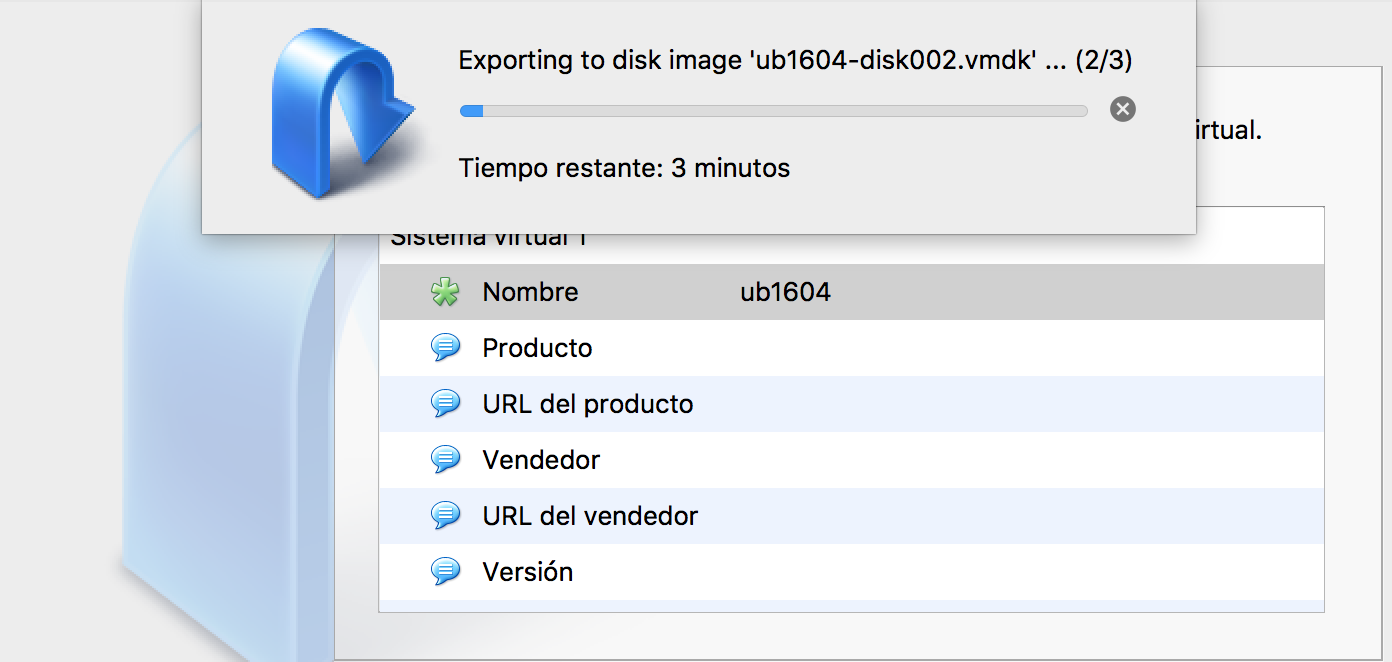 Exporting to disk image 'ub1604-disk002.vmdk' ... (2/3)
irtual.
Tiempo restante: 3 minutos
Sistema virtual 1
Nombre ub1604
Producto
URL del producto
Vendedor
URL del vendedor
Versión